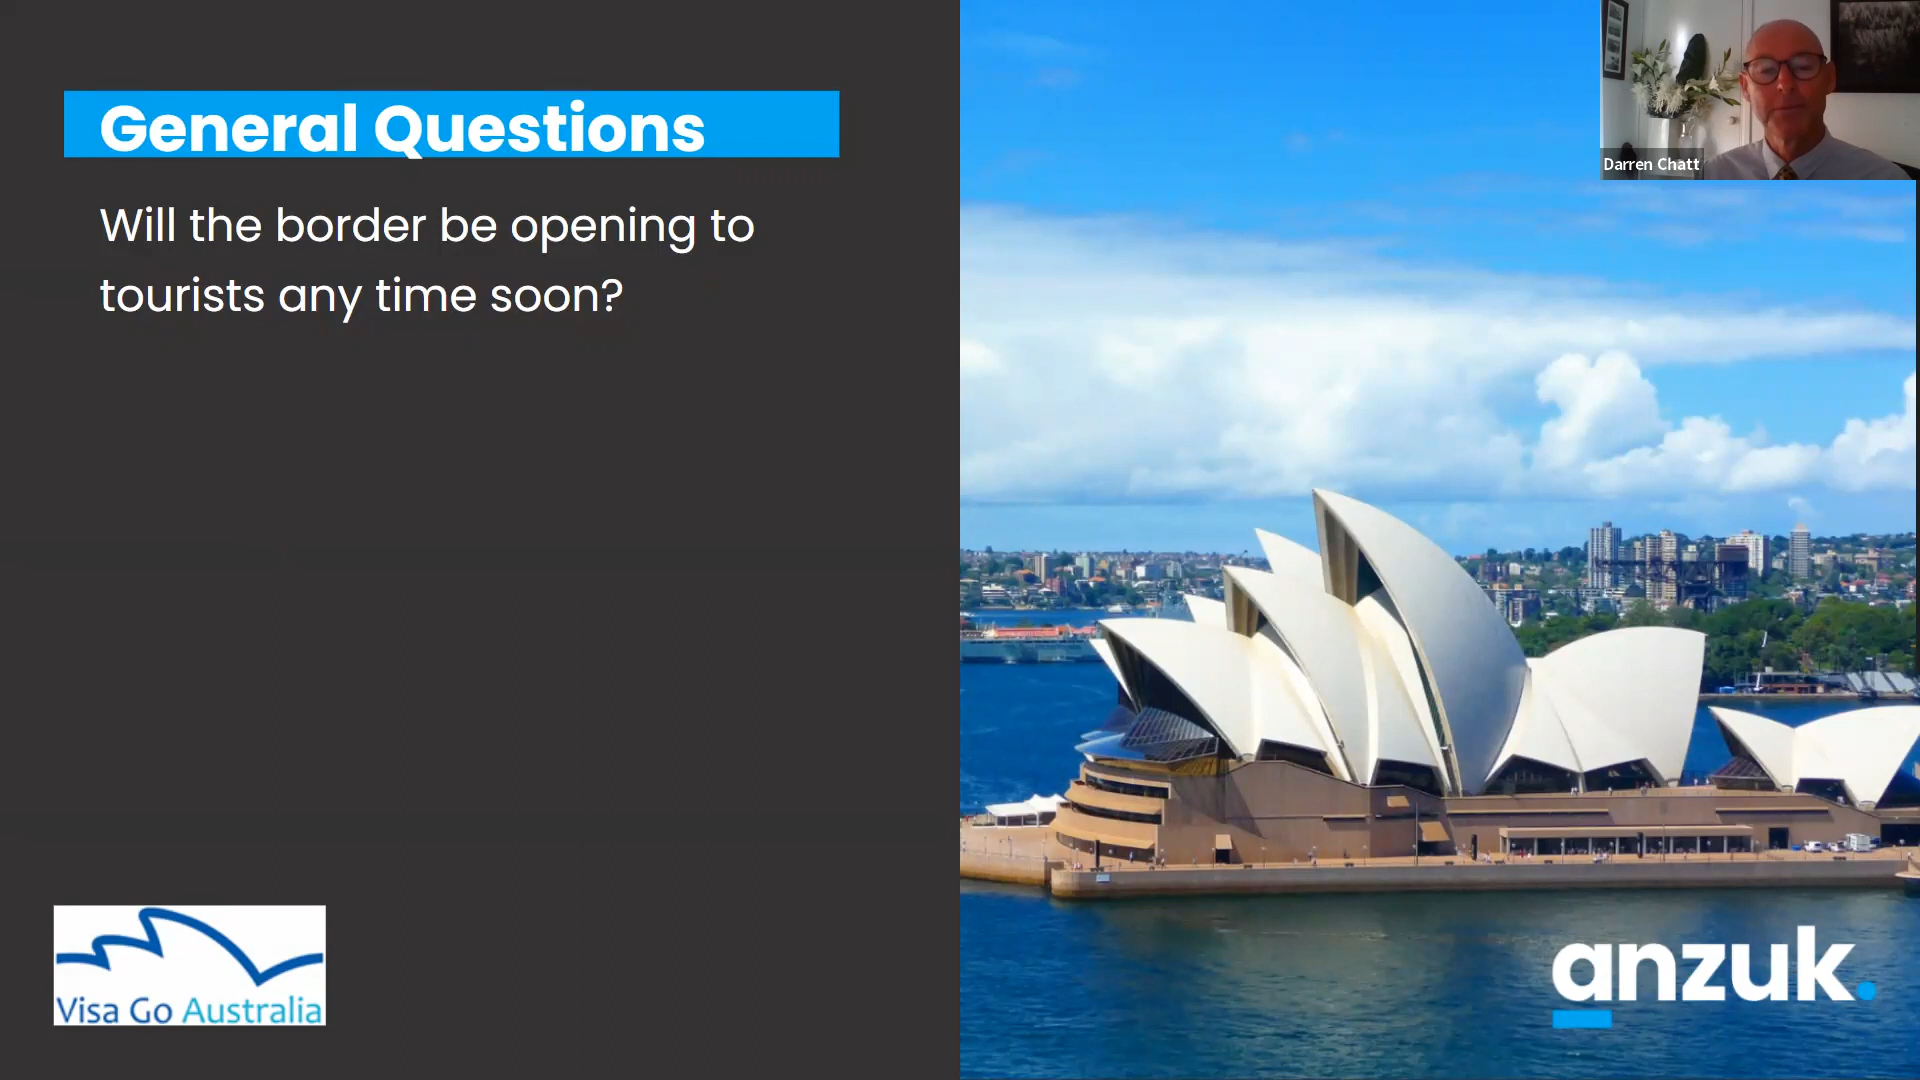 General Questions
Will the border be opening to
tourists any time soon?
Darren Chatt
Visa Go Australia
anzuk.